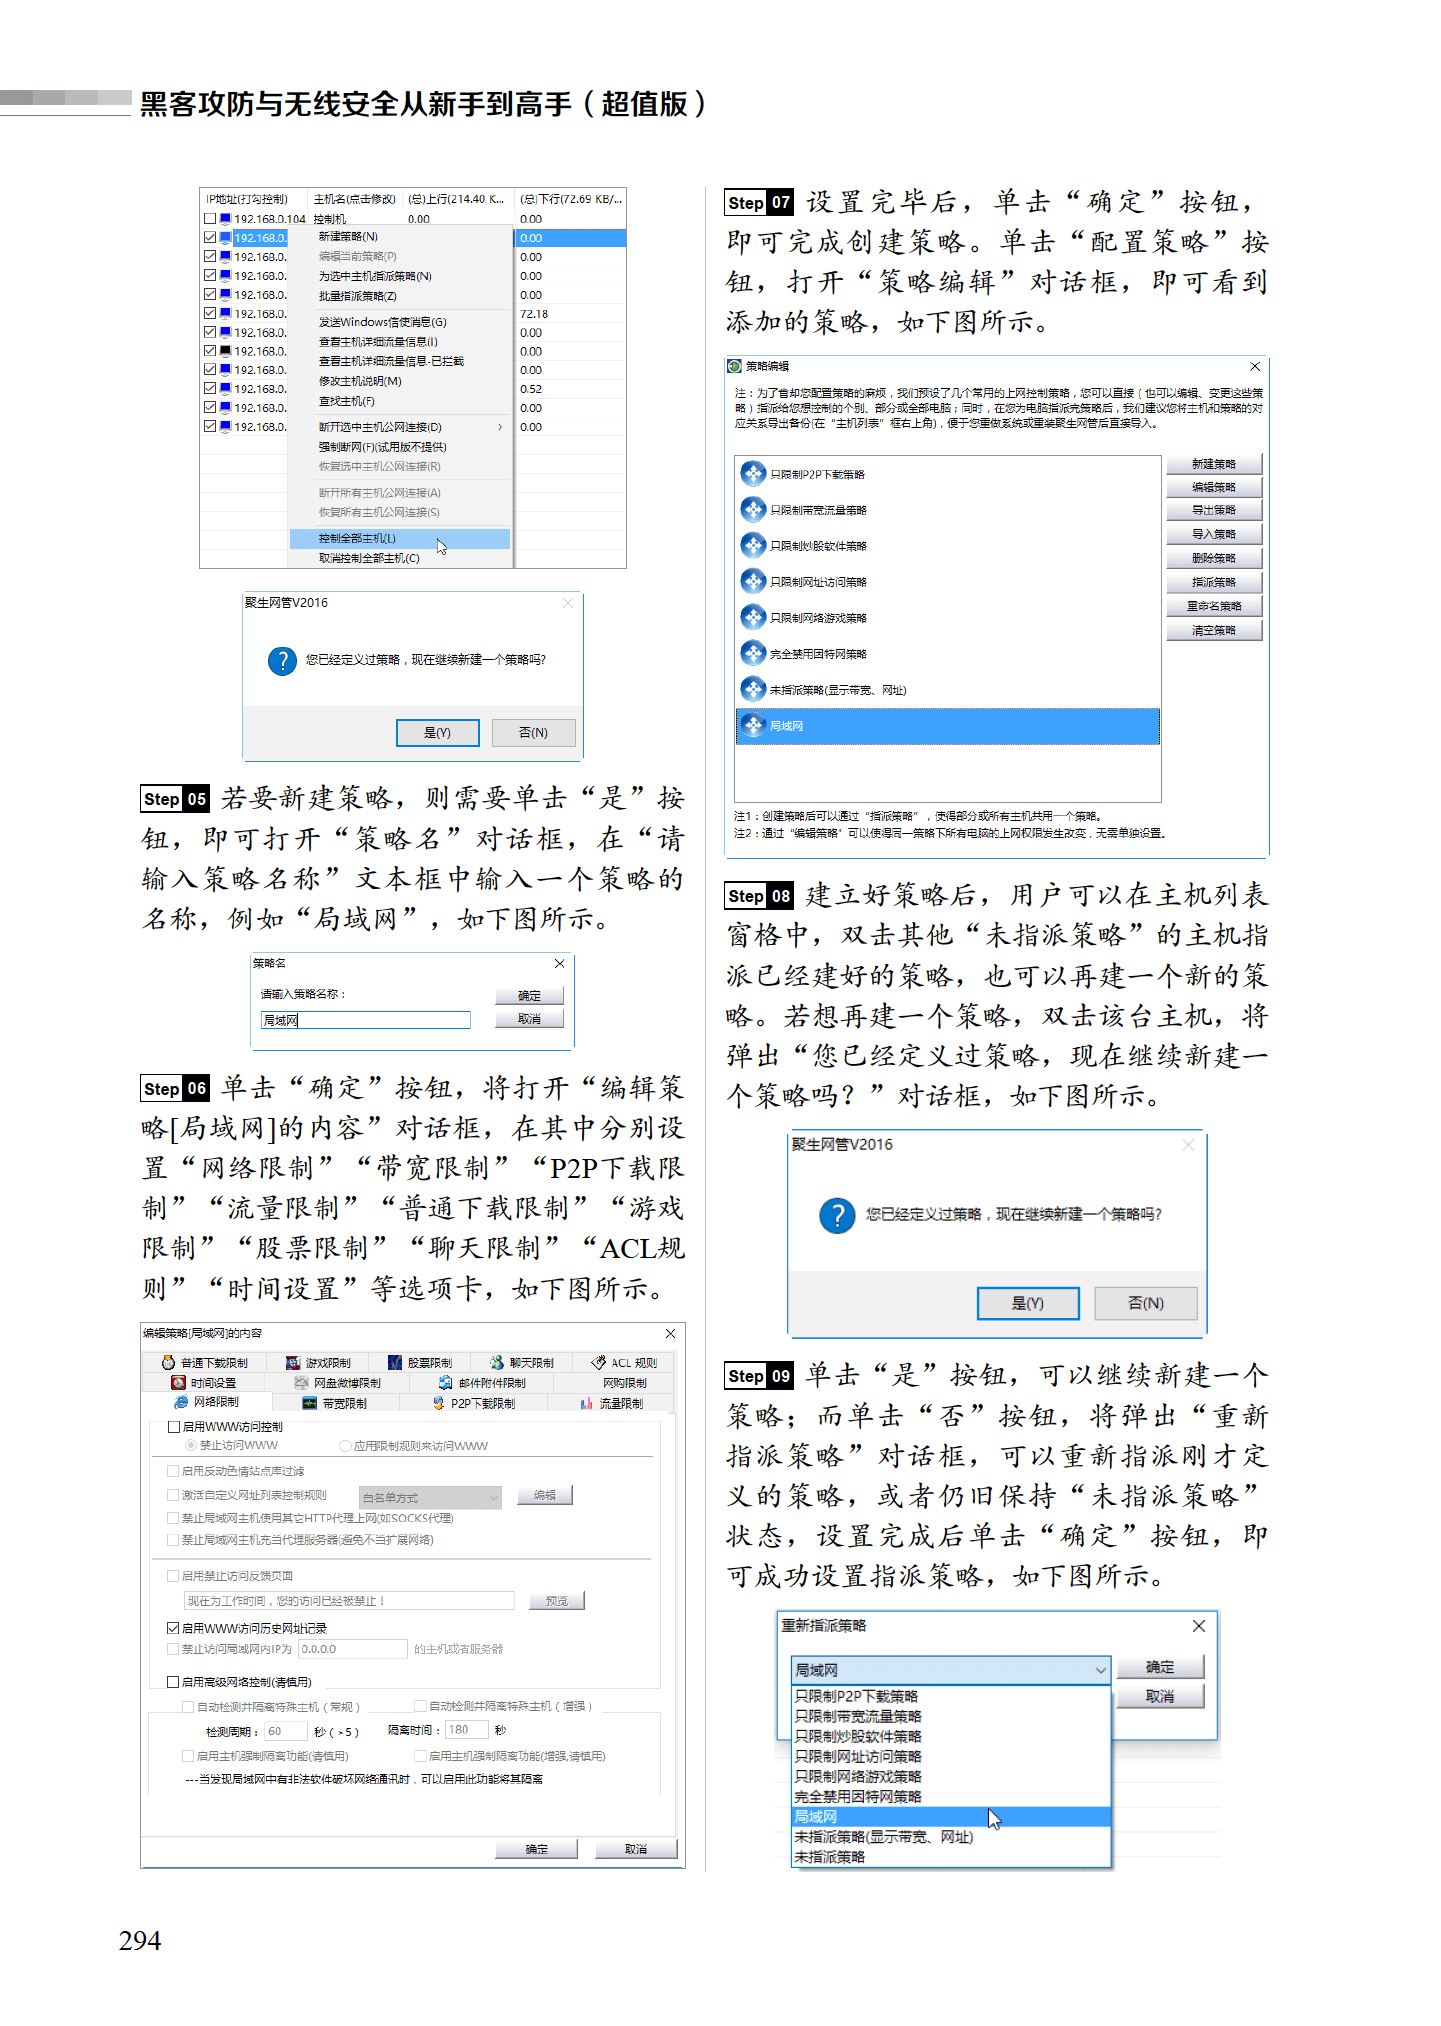 黑客攻防与无线安全从新手到高手（超值版）
IP地址(打勾控制) 主机名(点击修改) (总)上行(214.40 K... (总)下行(72.69 KB/...
192.168.0.104 控制机 0.00 0.00
192.168.0. 新建策略(N) 0.00
192.168.0. 编辑当前策略(P) 0.00
192.168.0. 为选中主机指派策略(N) 0.00
192.168.0. 批量指派策略(Z) 0.00
192.168.0. 72.18
192.168.0. 发送Windows信使消息(G) 0.00
192.168.0. 查看主机详细流量信息(I) 0.00
192.168.0. 查看主机详细流量信息-已拦截 0.00
192.168.0. 修改主机说明(M) 0.52
192.168.0. 查找主机(F) 0.00
192.168.0. 断开选中主机公网连接(D) 0.00
强制断网(F)(试用版不提供)
恢复选中主机公网连接(R)
断开所有主机公网连接(A)
恢复所有主机公网连接(S)
控制全部主机(L)
取消控制全部主机(C)
聚生网管V2016
您已经定义过策略，现在继续新建一个策略吗?
是(Y) 否(N)
Step 05 若要新建策略，则需要单击“是”按
钮，即可打开“策略名”对话框，在“请
输入策略名称”文本框中输入一个策略的
名称，例如“局域网”，如下图所示。
策略名
请输入策略名称：
确定
局域网
取消
Step 06 单击“确定”按钮，将打开“编辑策
略[局域网]的内容”对话框，在其中分别设
置“网络限制”“带宽限制”“P2P下载限
制”“流量限制”“普通下载限制”“游戏
限制”“股票限制”“聊天限制”“ACL规
则”“时间设置”等选项卡，如下图所示。
编辑策略[局域网]的内容
普通下载限制 游戏限制 股票限制 聊天限制 ACL 规则
时间设置 网盘微博限制 邮件附件限制 网购限制
网络限制 带宽限制 P2P下载限制 流量限制
启用WWW访问控制
禁止访问WWW 应用限制规则来访问WWW
启用反动色情站点库过滤
激活自定义网址列表控制规则 白名单方式 编辑
禁止局域网主机使用其它HTTP代理上网(如SOCKS代理)
禁止局域网主机充当代理服务器(避免不当扩展网络)
启用禁止访问反馈页面
现在为工作时间，您的访问已经被禁止！ 预览
启用WWW访问历史网址记录
禁止访问局域网内IP为 0.0.0.0 的主机或者服务器
启用高级网络控制(请慎用)
自动检测并隔离特殊主机（常规） 自动检测并隔离特殊主机（增强）
检测周期： 60 秒（>5） 隔离时间： 180 秒
启用主机强制隔离功能(请慎用) 启用主机强制隔离功能(增强,请慎用)
---当发现局域网中有非法软件破坏网络通讯时，可以启用此功能将其隔离
确定 取消
Step 07 设置完毕后，单击“确定”按钮，
即可完成创建策略。单击“配置策略”按
钮，打开“策略编辑”对话框，即可看到
添加的策略，如下图所示。
策略编辑
注：为了省却您配置策略的麻烦，我们预设了几个常用的上网控制策略，您可以直接（也可以编辑、变更这些策
略）指派给您想控制的个别、部分或全部电脑；同时，在您为电脑指派完策略后，我们建议您将主机和策略的对
应关系导出备份(在“主机列表”框右上角)，便于您重做系统或重装聚生网管后直接导入。
只限制P2P下载策略
只限制带宽流量策略
只限制炒股软件策略
只限制网址访问策略
只限制网络游戏策略
完全禁用因特网策略
未指派策略(显示带宽、网址)
局域网
新建策略
编辑策略
导出策略
导入策略
删除策略
指派策略
重命名策略
清空策略
注1：创建策略后可以通过“指派策略”，使得部分或所有主机共用一个策略。
注2：通过“编辑策略”可以使得同一策略下所有电脑的上网权限发生改变，无需单独设置。
Step 08 建立好策略后，用户可以在主机列表
窗格中，双击其他“未指派策略”的主机指
派已经建好的策略，也可以再建一个新的策
略。若想再建一个策略，双击该台主机，将
弹出“您已经定义过策略，现在继续新建一
个策略吗？”对话框，如下图所示。
聚生网管V2016
您已经定义过策略，现在继续新建一个策略吗?
是(Y) 否(N)
Step 09 单击“是”按钮，可以继续新建一个
策略；而单击“否”按钮，将弹出“重新
指派策略”对话框，可以重新指派刚才定
义的策略，或者仍旧保持“未指派策略”
状态，设置完成后单击“确定”按钮，即
可成功设置指派策略，如下图所示。
重新指派策略
局域网 确定
只限制P2P下载策略 取消
只限制带宽流量策略
只限制炒股软件策略
只限制网址访问策略
只限制网络游戏策略
完全禁用因特网策略
局域网
未指派策略(显示带宽、网址)
未指派策略
294